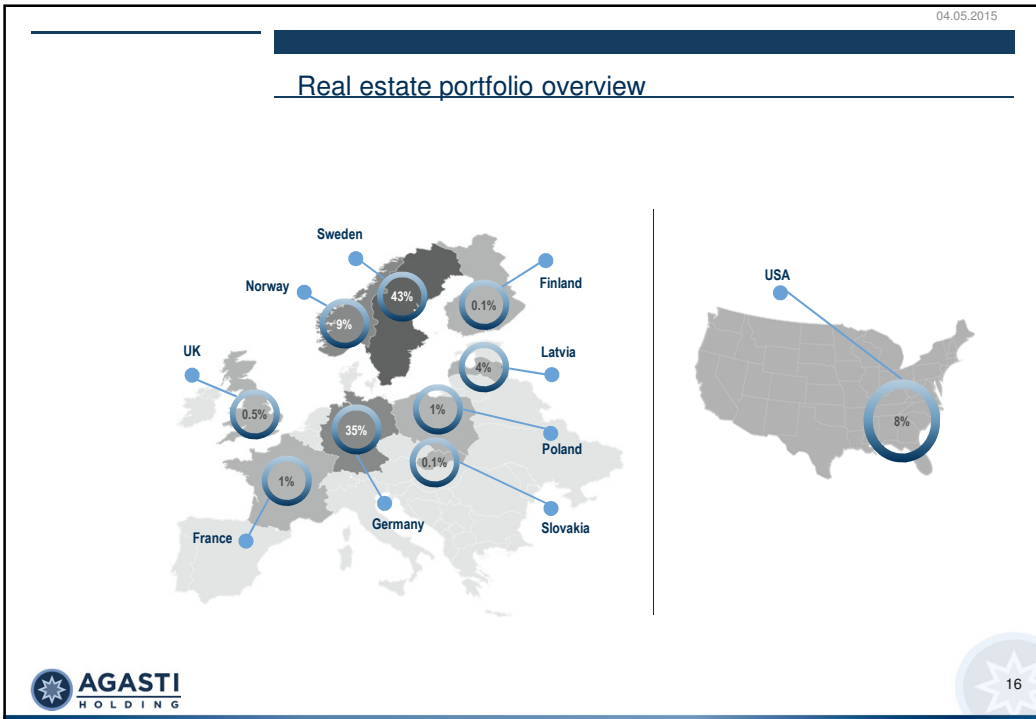 04.05.2015
Real estate portfolio overview
Sweden
Norway
43%
Finland
9%
0.1%
USA
UK
Latvia
4%
0.5%
1%
35%
Poland
0.1%
1%
8%
Germany
Slovakia
France
AGASTI
HOLDING
16